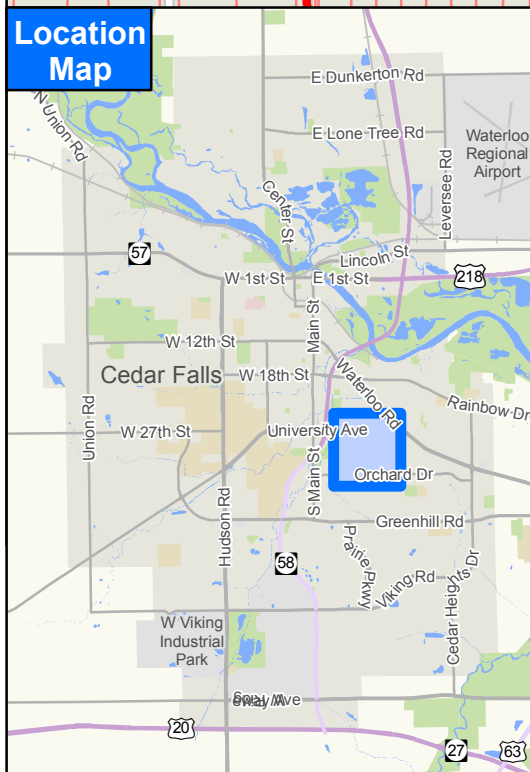 Location
Map
E Dunkerton Rd
N Union Rd
E Lone Tree Rd
Waterloo
Regional
Airport
Leversee Rd
Center St
57
Lincoln St
W 1st St
E 1st St
218
Main St
W 12th St
Waterloo Rd
Cedar Falls
W 18th St
Rainbow Dr
Union Rd
W 27th St
University Ave
S Main St
Orchard Dr
Hudson Rd
Greenhill Rd
Prairie Pkwy
58
Viking Rd
Cedar Heights Dr
W Viking
Industrial
Park
Ave
20
27
63